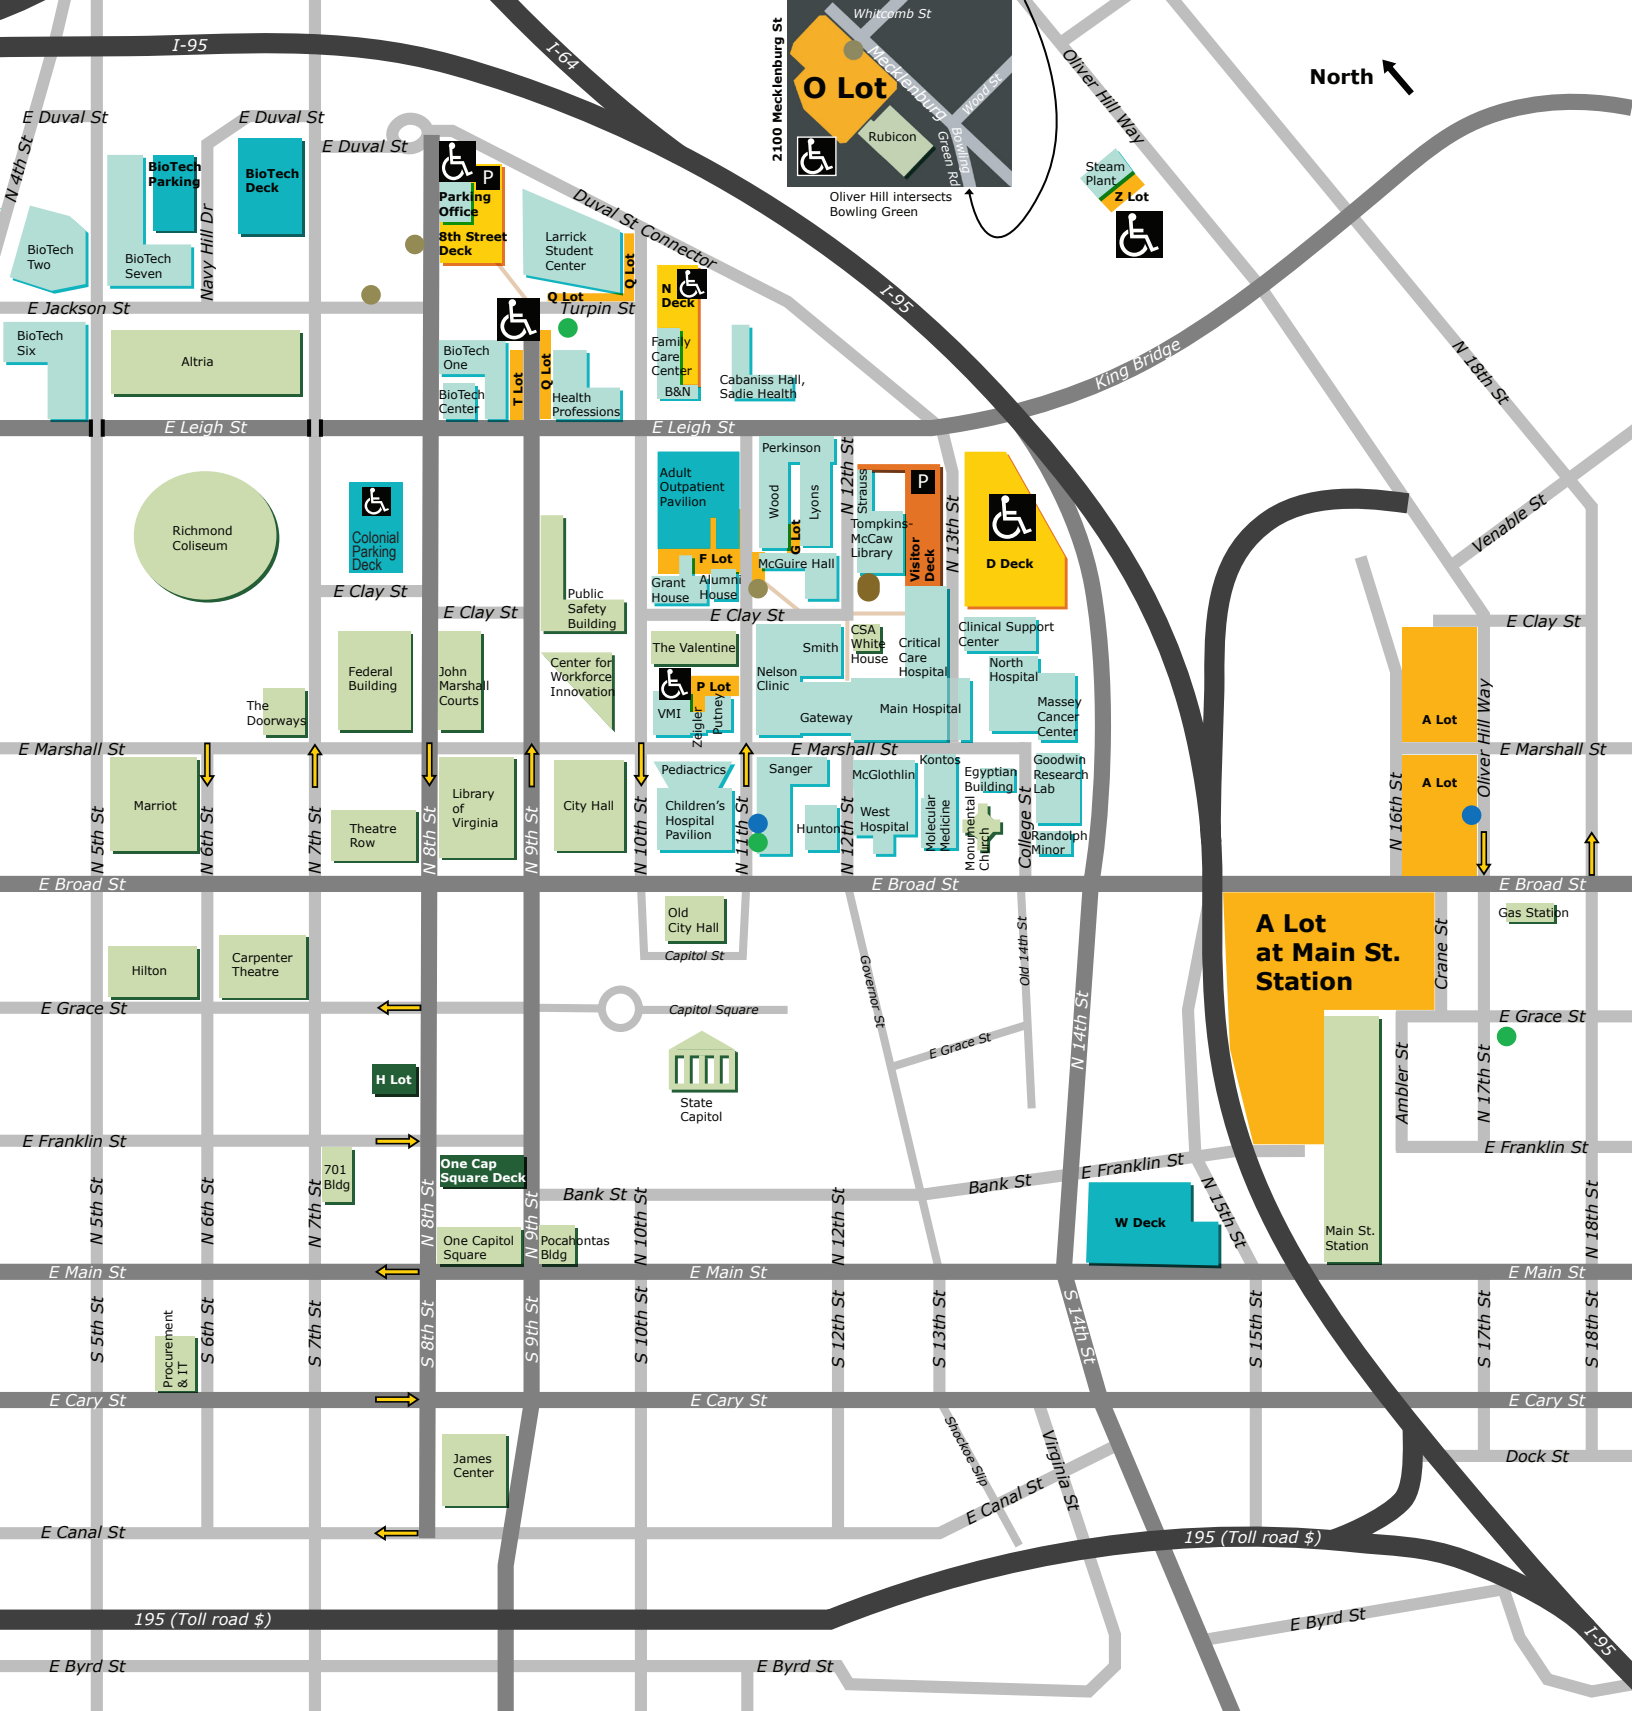 I-95
I-64
Whitcomb St
2100 Mecklenburg St
O Lot
Mecklenburg
Wood St
Rubicon
Bowling
Green Rd
Oliver Hill intersects
Bowling Green
Oliver Hill Way
North
Steam
Plant
Z Lot
E Duval St
E Duval St
E Duval St
N 4th St
BioTech
Parking
BioTech
Deck
P
Parking
Office
8th Street
Deck
Duval St Connector
Larrick
Student
Center
Q Lot
Q Lot
BioTech
Two
BioTech
Seven
Navy Hill Dr
N
Deck
I-95
E Jackson St
Turpin St
BioTech
Six
Altria
BioTech
One
BioTech
Center
T Lot
Q Lot
Health
Professions
Family
Care
Center
B&N
Cabaniss Hall,
Sadie Health
King Bridge
N 18th St
E Leigh St
E Leigh St
Richmond
Coliseum
Colonial
Parking
Deck
Adult
Outpatient
Pavilion
Perkinson
Wood
Lyons
G Lot
N 12th St
Strauss
P
Tompkins-
McCaw
Library
Visitor
Deck
N 13th St
D Deck
Venable St
F Lot
McGuire Hall
Grant
House
Alumni
House
E Clay St
E Clay St
Public
Safety
Building
E Clay St
E Clay St
Federal
Building
John
Marshall
Courts
Center for
Workforce
Innovation
The Valentine
Smith
Nelson
Clinic
CSA
White
House
Critical
Care
Hospital
Clinical Support
Center
North
Hospital
Massey
Cancer
Center
The
Doorways
P Lot
VMI
Zeigler
Putney
Gateway
Main Hospital
A Lot
Oliver Hill Way
E Marshall St
E Marshall St
E Marshall St
Marriot
Theatre
Row
Library
of
Virginia
City Hall
Pediatrics
Children's
Hospital
Pavilion
Sanger
Hunton
McGlothlin
West
Hospital
Kontos
Molecular
Medicine
Egyptian
Building
Monumental
Church
Goodwin
Research
Lab
Randolph
Minor
College St
A Lot
N 16th St
N 5th St
N 6th St
N 7th St
N 8th St
N 9th St
N 10th St
N 11th St
N 12th St
E Broad St
E Broad St
E Broad St
Old
City Hall
Capitol St
A Lot
at Main St.
Station
Gas Station
Crane St
Hilton
Carpenter
Theatre
Governor St
Old 14th St
E Grace St
Capitol Square
E Grace St
E Grace St
N 14th St
H Lot
State
Capitol
Ambler St
N 17th St
E Franklin St
E Franklin St
E Franklin St
701
Bldg
One Cap
Square Deck
Bank St
Bank St
N 5th St
N 6th St
N 7th St
N 8th St
N 9th St
N 10th St
N 12th St
N 15th St
N 18th St
W Deck
Main St.
Station
One Capitol
Square
Pocahontas
Bldg
E Main St
E Main St
E Main St
S 5th St
S 6th St
S 7th St
S 8th St
S 9th St
S 10th St
S 12th St
S 13th St
S 14th St
S 15th St
S 17th St
S 18th St
Procurement
& IT
E Cary St
E Cary St
E Cary St
James
Center
Shockoe Slip
Virginia St
E Canal St
Dock St
E Canal St
195 (Toll road $)
195 (Toll road $)
E Byrd St
I-95
E Byrd St
E Byrd St